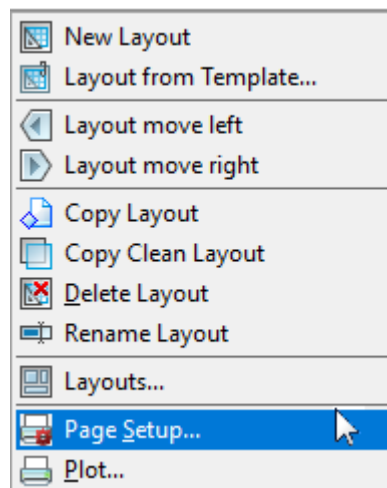 New Layout
Layout from Template...
Layout move left
Layout move right
Copy Layout
Copy Clean Layout
Delete Layout
Rename Layout
Layouts...
Page Setup...
Plot...